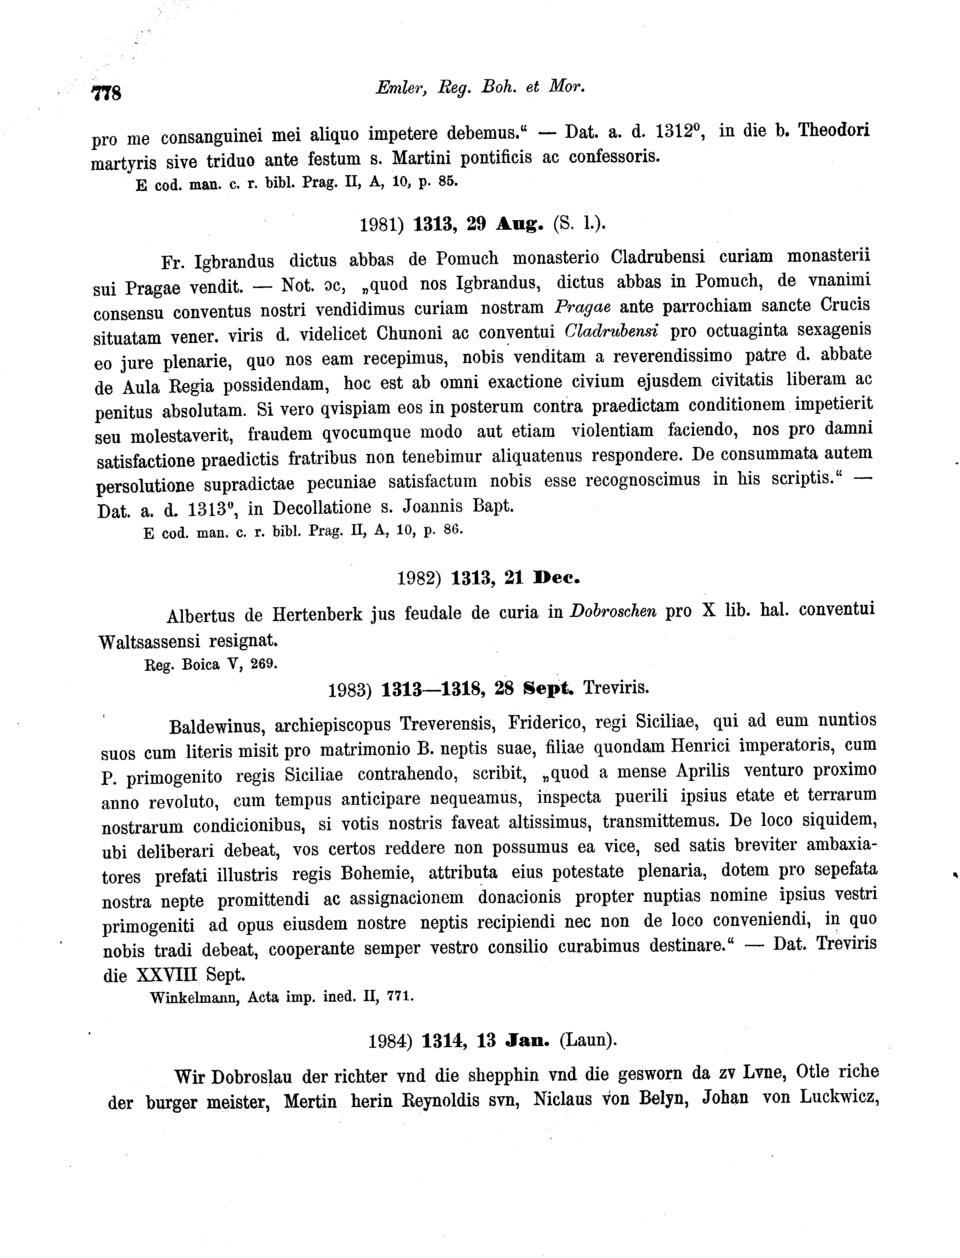 778
Emler, Reg. Boh. et Mor.
pro me consanguinei mei aliquo impetere debemus.“ — Dat. a. d. 1312⁰, in die b. Theodori
martyris sive triduo ante festum s. Martini pontificis ac confessoris.
E cod. man. c. r. bibl. Prag. II, A, 10, p. 85.
1981) 1313, 29 Aug. (S. l.).
Fr. Igbrandus dictus abbas de Pomuch monasterio Cladrubensi curiam monasterii
sui Pragae vendit. — Not. ɔc, „quod nos Igbrandus, dictus abbas in Pomuch, de vnanimi
consensu conventus nostri vendidimus curiam nostram Pragae ante parrochiam sancte Crucis
situatam vener. viris d. videlicet Chunoni ac conventui Cladrubensi pro octuaginta sexagenis
eo jure plenarie, quo nos eam recepimus, nobis venditam a reverendissimo patre d. abbate
de Aula Regia possidendam, hoc est ab omni exactione civium ejusdem civitatis liberam ac
penitus absolutam. Si vero qvispiam eos in posterum contra praedictam conditionem impetierit
seu molestaverit, fraudem qvocumque modo aut etiam violentiam faciendo, nos pro damni
satisfactione praedictis fratribus non tenebimur aliquatenus respondere. De consummata autem
persolutione supradictae pecuniae satisfactum nobis esse recognoscimus in his scriptis.“ —
Dat. a. d. 1313⁰, in Decollatione s. Joannis Bapt.
E cod. man. c. r. bibl. Prag. II, A, 10, p. 86.
1982) 1313, 21 Dec.
Albertus de Hertenberk jus feudale de curia in Dobroschen pro X lib. hal. conventui
Waltsassensi resignat.
Reg. Boica V, 269.
1983) 1313—1318, 28 Sept. Treviris.
Baldewinus, archiepiscopus Treverensis, Friderico, regi Siciliae, qui ad eum nuntios
suos cum literis misit pro matrimonio B. neptis suae, filiae quondam Henrici imperatoris, cum
P. primogenito regis Siciliae contrahendo, scribit, „quod a mense Aprilis venturo proximo
anno revoluto, cum tempus anticipare nequeamus, inspecta puerili ipsius etate et terrarum
nostrarum condicionibus, si votis nostris faveat altissimus, transmittemus. De loco siquidem,
ubi deliberari debeat, vos certos reddere non possumus ea vice, sed satis breviter ambaxia-
tores prefati illustris regis Bohemie, attributa eius potestate plenaria, dotem pro sepefata
nostra nepte promittendi ac assignacionem donacionis propter nuptias nomine ipsius vestri
primogeniti ad opus eiusdem nostre neptis recipiendi nec non de loco conveniendi, in quo
nobis tradi debeat, cooperante semper vestro consilio curabimus destinare.“ — Dat. Treviris
die XXVIII Sept.
Winkelmann, Acta imp. ined. II, 771.
1984) 1314, 13 Jan. (Laun).
Wir Dobroslau der richter vnd die shepphin vnd die gesworn da zv Lvne, Otle riche
der burger meister, Mertin herin Reynoldis svn, Niclaus von Belyn, Johan von Luckwicz,